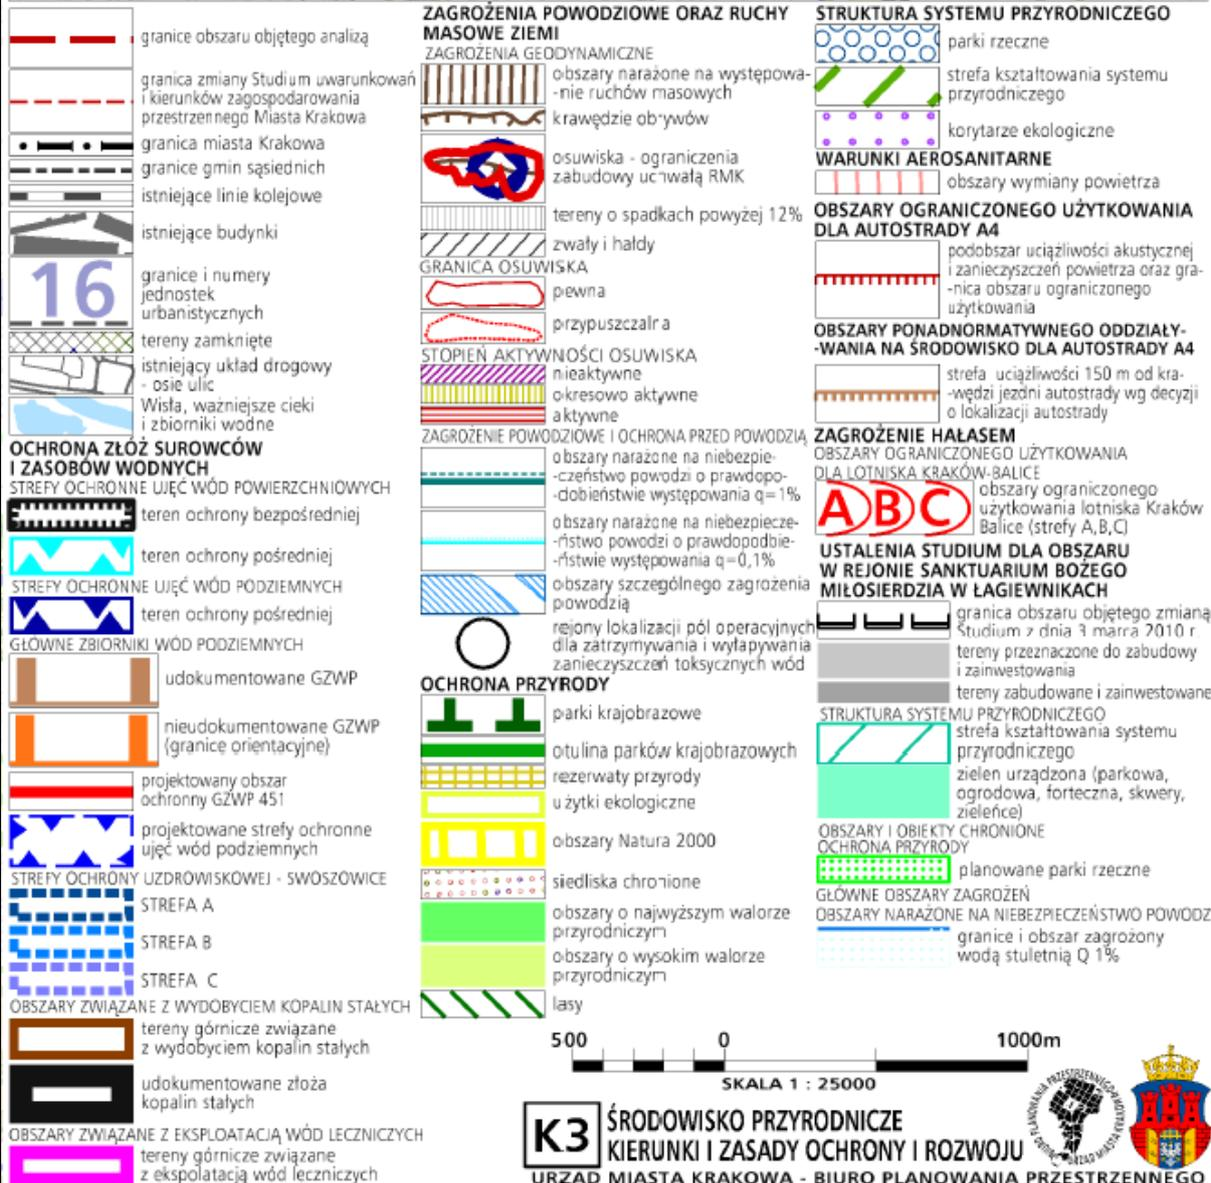 granice obszaru objętego analizą
granica zmiany Studium uwarunkowań
i kierunków zagospodarowania
przestrzennego Miasta Krakowa
granica miasta Krakowa
granice gmin sąsiednich
istniejące linie kolejowe
istniejące budynki
16
granice i numery
jednostek
urbanistycznych
tereny zamknięte
istniejący układ drogowy
- osie ulic
Wisła, ważniejsze cieki
i zbiorniki wodne
OCHRONA ZŁÓŻ SUROWCÓW
I ZASOBÓW WODNYCH
STREFY OCHRONNE UJĘĆ WÓD POWIERZCHNIOWYCH
teren ochrony bezpośredniej
teren ochrony pośredniej
STREFY OCHRONNE UJĘĆ WÓD PODZIEMNYCH
teren ochrony pośredniej
GŁÓWNE ZBIORNIKI WÓD PODZIEMNYCH
udokumentowane GZWP
nieudokumentowane GZWP
(granice orientacyjne)
projektowany obszar
ochronny GZWP 451
projektowane strefy ochronne
ujęć wód podziemnych
STREFY OCHRONY UZDROWISKOWEJ - SWOSZOWICE
STREFA A
STREFA B
STREFA C
OBSZARY ZWIĄZANE Z WYDOBYCIEM KOPALIN STAŁYCH
tereny górnicze związane
z wydobyciem kopalin stałych
udokumentowane złoża
kopalin stałych
OBSZARY ZWIĄZANE Z EKSPLOATACJĄ WÓD LECZNICZYCH
tereny górnicze związane
z ekspolatacją wód leczniczych
ZAGROŻENIA POWODZIOWE ORAZ RUCHY
MASOWE ZIEMI
ZAGROŻENIA GEODYNAMICZNE
obszary narażone na występowa-
-nie ruchów masowych
krawędzie obrywów
osuwiska - ograniczenia
zabudowy uchwałą RMK
tereny o spadkach powyżej 12%
zwały i hałdy
GRANICA OSUWISKA
pewna
przypuszczalna
STOPIEŃ AKTYWNOŚCI OSUWISKA
nieaktywne
okresowo aktywne
aktywne
ZAGROŻENIE POWODZIOWE I OCHRONA PRZED POWODZIĄ
obszary narażone na niebezpie-
-czeństwo powodzi o prawdopo-
-dobieństwie występowania q=1%
obszary narażone na niebezpiecze-
-ństwo powodzi o prawdopodbie-
-ństwie występowania q=0,1%
obszary szczególnego zagrożenia
powodzią
rejony lokalizacji pól operacyjnych
dla zatrzymywania i wyłapywania
zanieczyszczeń toksycznych wód
OCHRONA PRZYRODY
parki krajobrazowe
otulina parków krajobrazowych
rezerwaty przyrody
użytki ekologiczne
obszary Natura 2000
siedliska chronione
obszary o najwyższym walorze
przyrodniczym
obszary o wysokim walorze
przyrodniczym
lasy
STRUKTURA SYSTEMU PRZYRODNICZEGO
parki rzeczne
strefa kształtowania systemu
przyrodniczego
korytarze ekologiczne
WARUNKI AEROSANITARNE
obszary wymiany powietrza
OBSZARY OGRANICZONEGO UŻYTKOWANIA
DLA AUTOSTRADY A4
podobszar uciążliwości akustycznej
i zanieczyszczeń powietrza oraz gra-
-nica obszaru ograniczonego
użytkowania
OBSZARY PONADNORMATYWNEGO ODDZIAŁY-
-WANIA NA ŚRODOWISKO DLA AUTOSTRADY A4
strefa uciążliwości 150 m od kra-
-wędzi jezdni autostrady wg decyzji
o lokalizacji autostrady
ZAGROŻENIE HAŁASEM
OBSZARY OGRANICZONEGO UŻYTKOWANIA
DLA LOTNISKA KRAKÓW-BALICE
A B C
obszary ograniczonego
użytkowania lotniska Kraków
Balice (strefy A,B,C)
USTALENIA STUDIUM DLA OBSZARU
W REJONIE SANKTUARIUM BOŻEGO
MIŁOSIERDZIA W ŁAGIEWNIKACH
granica obszaru objętego zmianą
Studium z dnia 3 marca 2010 r
tereny przeznaczone do zabudowy
i zainwestowania
tereny zabudowane i zainwestowane
STRUKTURA SYSTEMU PRZYRODNICZEGO
strefa kształtowania systemu
przyrodniczego
zielen urządzona (parkowa,
ogrodowa, forteczna, skwery,
zieleńce)
OBSZARY I OBIEKTY CHRONIONE
OCHRONA PRZYRODY
planowane parki rzeczne
GŁÓWNE OBSZARY ZAGROŻEŃ
OBSZARY NARAŻONE NA NIEBEZPIECZEŃSTWO POWODZ
granice i obszar zagrożony
wodą stuletnią Q 1%
500 0 1000m
SKALA 1 : 25000
K3
ŚRODOWISKO PRZYRODNICZE
KIERUNKI I ZASADY OCHRONY I ROZWOJU
URZĄD MIASTA KRAKOWA - BIURO PLANOWANIA PRZESTRZENNEGO